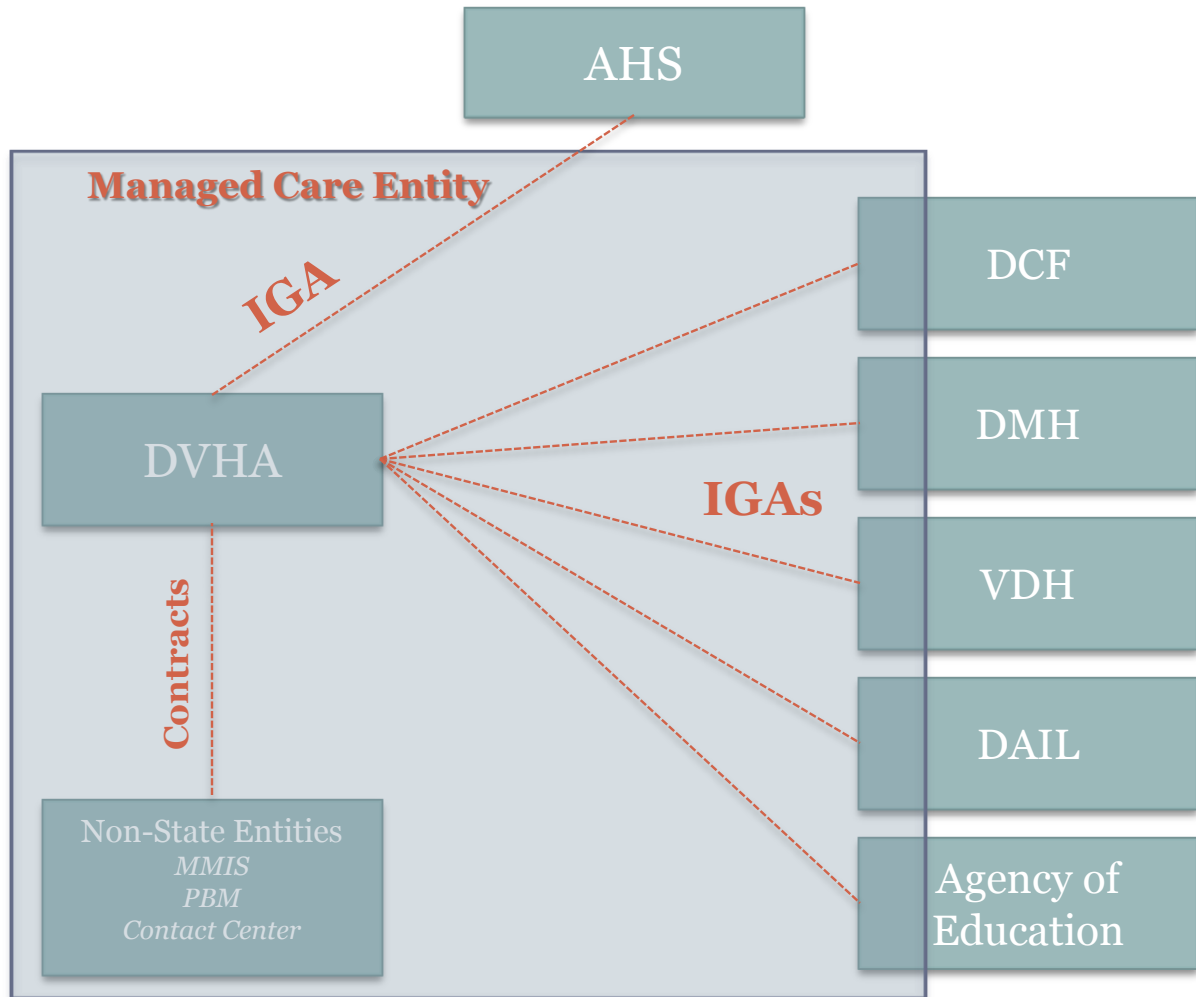 AHS
Managed Care Entity
IGA
DCF
DMH
DVHA
IGAs
VDH
Contracts
DAIL
Non-State Entities
MMIS
PBM
Contact Center
Agency of
Education